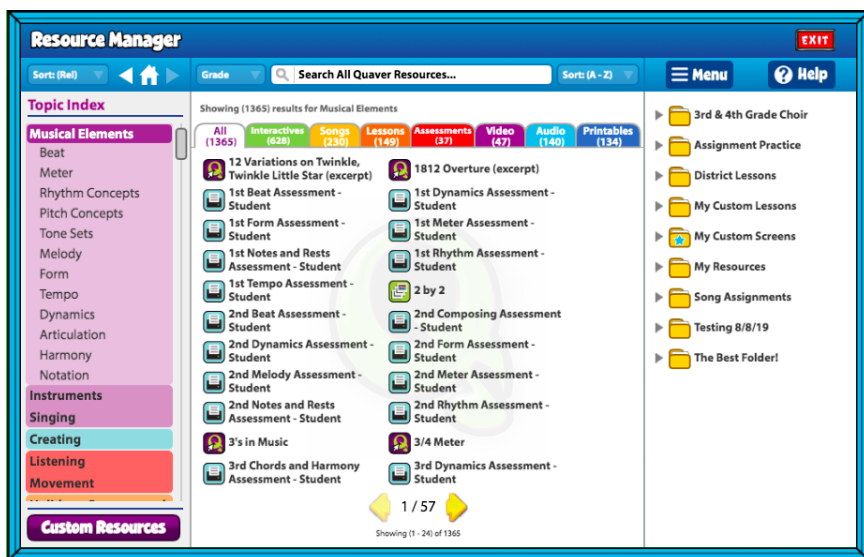 Resource Manager
EXIT
Sort: (Rel)
Grade
Search All Quaver Resources...
Sort: (A - Z)
Menu
? Help
Topic Index
Musical Elements
Beat
Meter
Rhythm Concepts
Pitch Concepts
Tone Sets
Melody
Form
Tempo
Dynamics
Articulation
Harmony
Notation
Instruments
Singing
Creating
Listening
Movement
Custom Resources
Showing (1365) results for Musical Elements
All
(1365)
Interactives
(628)
Songs
(230)
Lessons
(149)
Assessments
(37)
Video
(47)
Audio
(140)
Printables
(134)
12 Variations on Twinkle,
Twinkle Little Star (excerpt)
1812 Overture (excerpt)
1st Beat Assessment -
Student
1st Dynamics Assessment -
Student
1st Form Assessment -
Student
1st Meter Assessment -
Student
1st Notes and Rests
Assessment - Student
1st Rhythm Assessment -
Student
1st Tempo Assessment -
Student
2 by 2
2nd Beat Assessment -
Student
2nd Composing Assessment
- Student
2nd Dynamics Assessment -
Student
2nd Form Assessment -
Student
2nd Melody Assessment -
Student
2nd Meter Assessment -
Student
2nd Notes and Rests
Assessment - Student
2nd Rhythm Assessment -
Student
3's in Music
3/4 Meter
3rd Chords and Harmony
Assessment - Student
3rd Dynamics Assessment -
Student
1 / 57
Showing (1 - 24) of 1365
3rd & 4th Grade Choir
Assignment Practice
District Lessons
My Custom Lessons
My Custom Screens
My Resources
Song Assignments
Testing 8/8/19
The Best Folder!